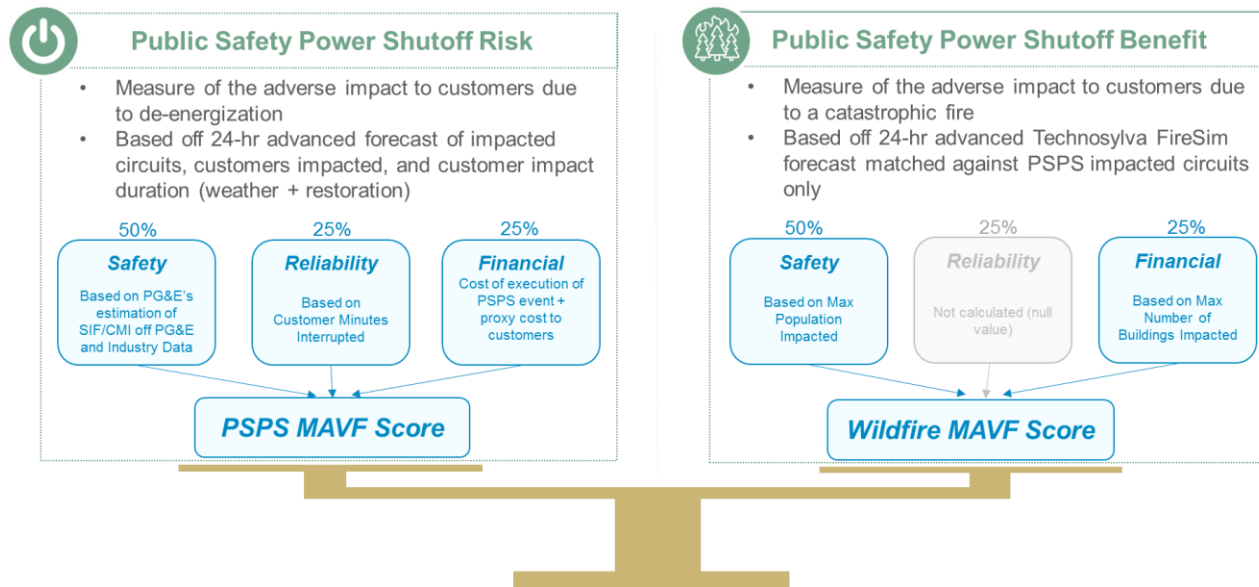 Public Safety Power Shutoff Risk
• Measure of the adverse impact to customers due
to de-energization
• Based off 24-hr advanced forecast of impacted
circuits, customers impacted, and customer impact
duration (weather + restoration)
50%
Safety
Based on PG&E's
estimation of
SIF/CMI off PG&E
and Industry Data
25%
Reliability
Based on
Customer Minutes
Interrupted
25%
Financial
Cost of execution of
PSPS event +
proxy cost to
customers
PSPS MAVF Score
Public Safety Power Shutoff Benefit
• Measure of the adverse impact to customers due
to a catastrophic fire
• Based off 24-hr advanced Technosylva FireSim
forecast matched against PSPS impacted circuits
only
50%
Safety
Based on Max
Population
Impacted
25%
Reliability
Not calculated (null
value)
25%
Financial
Based on Max
Number of
Buildings Impacted
Wildfire MAVF Score